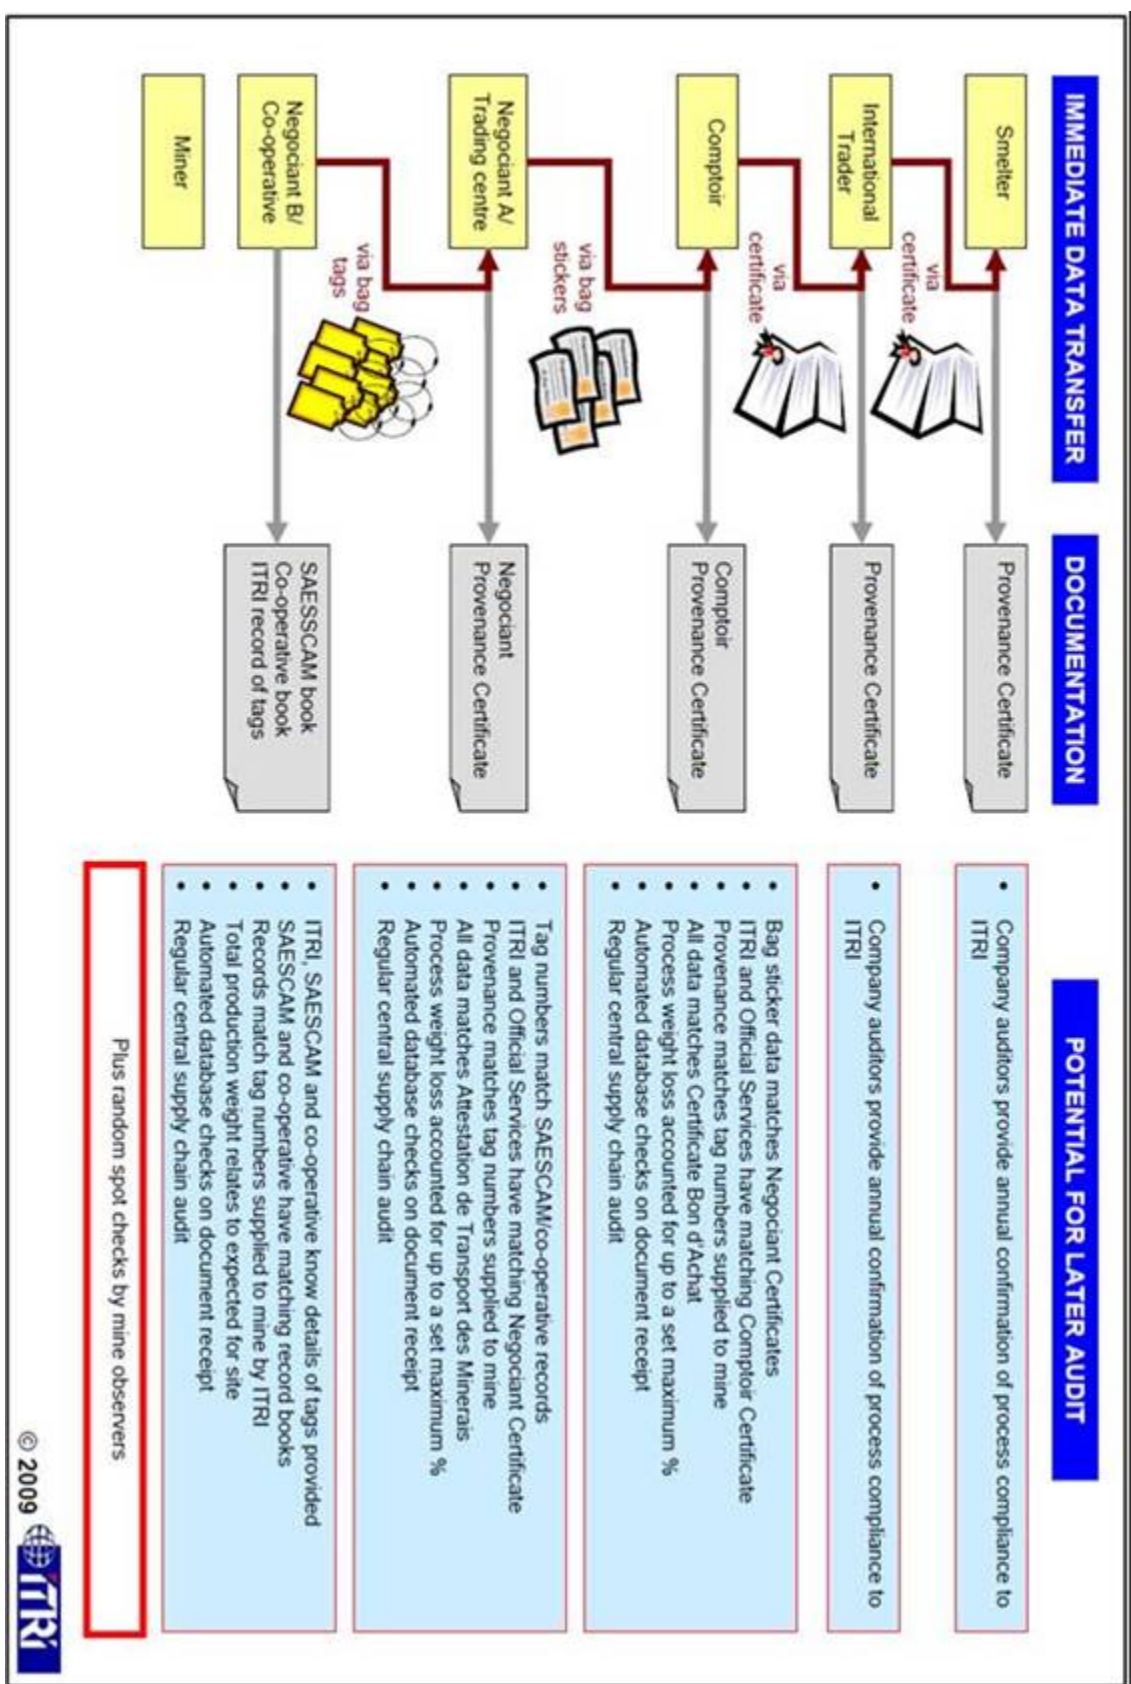 IMMEDIATE DATA TRANSFER
DOCUMENTATION
POTENTIAL FOR LATER AUDIT
Smelter
Provenance Certificate
• Company auditors provide annual confirmation of process compliance to
ITRI
via
certificate
International
Trader
Provenance Certificate
• Company auditors provide annual confirmation of process compliance to
ITRI
via
certificate
Comptoir
Comptoir
Provenance Certificate
• Bag sticker data matches Negociant Certificates
• ITRI and Official Services have matching Comptoir Certificate
• Provenance matches tag numbers supplied to mine
• All data matches Certificate Bon d'Achat
• Process weight loss accounted for up to a set maximum %
• Automated database checks on document receipt
• Regular central supply chain audit
via bag
stickers
Negociant A/
Trading centre
Negociant
Provenance Certificate
• Tag numbers match SAESCAM/co-operative records
• ITRI and Official Services have matching Negociant Certificate
• Provenance matches tag numbers supplied to mine
• All data matches Attestation de Transport des Minerais
• Process weight loss accounted for up to a set maximum %
• Automated database checks on document receipt
• Regular central supply chain audit
via bag
tags
Negociant B/
Co-operative
SAESSCAM book
Co-operative book
ITRI record of tags
• ITRI, SAESCAM and co-operative know details of tags provided
• SAESCAM and co-operative have matching record books
• Records match tag numbers supplied to mine by ITRI
• Total production weight relates to expected for site
• Automated database checks on document receipt
• Regular central supply chain audit
Miner
Plus random spot checks by mine observers
© 2009 iTRi